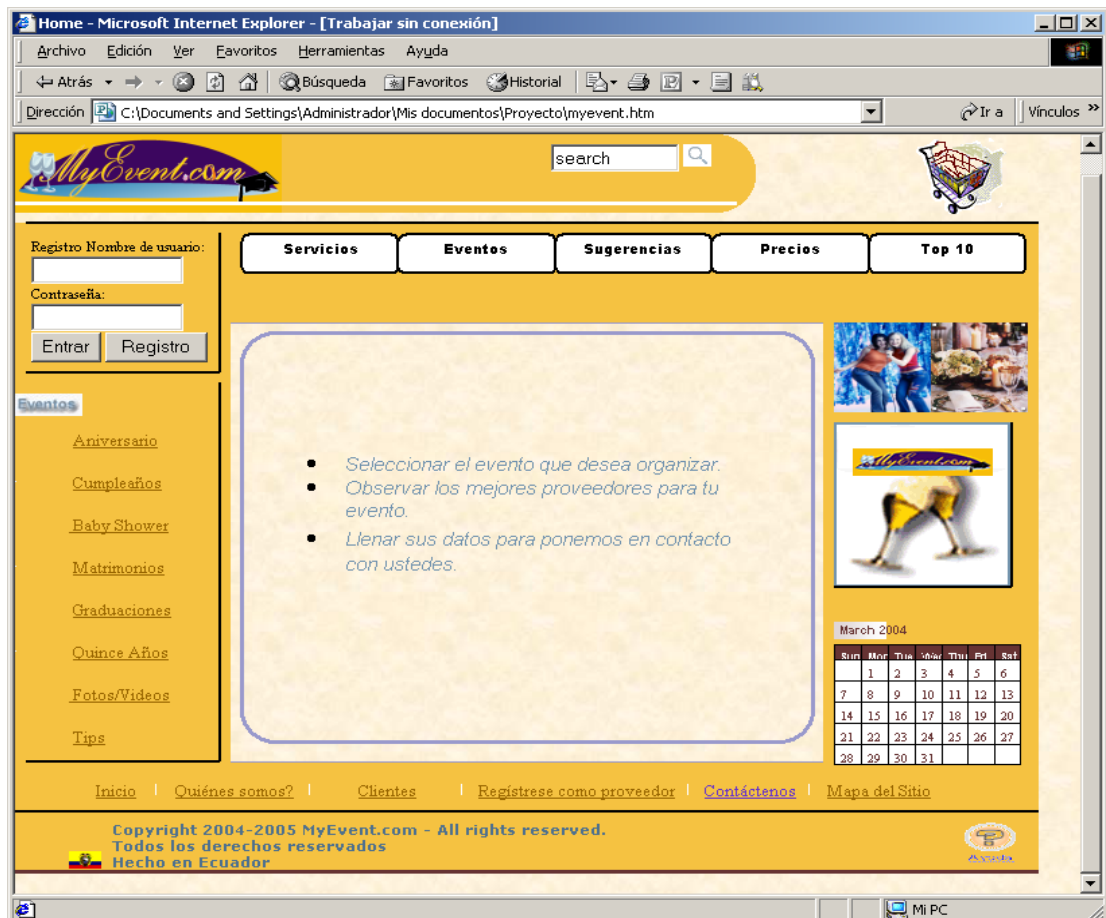 Home - Microsoft Internet Explorer - [Trabajar sin conexión]
Archivo Edición Ver Favoritos Herramientas Ayuda
Atrás Búsqueda Favoritos Historial
Dirección C:\Documents and Settings\Administrador\Mis documentos\Proyecto\myevent.htm Ir a Vínculos »
MyEvent.com
search
Registro Nombre de usuario:
Contraseña:
Entrar Registro
Servicios Eventos Sugerencias Precios Top 10
Eventos
Aniversario
Cumpleaños
Baby Shower
Matrimonios
Graduaciones
Quince Años
Fotos/Videos
Tips
• Seleccionar el evento que desea organizar.
• Observar los mejores proveedores para tu
evento.
• Llenar sus datos para ponernos en contacto
con ustedes.
MyEvent.com
March 2004
Sun Mon Tue Wed Thu Fri Sat
1 2 3 4 5 6
7 8 9 10 11 12 13
14 15 16 17 18 19 20
21 22 23 24 25 26 27
28 29 30 31
Inicio | Quiénes somos? | Clientes | Regístrese como proveedor | Contáctenos | Mapa del Sitio
Copyright 2004-2005 MyEvent.com - All rights reserved.
Todos los derechos reservados
Hecho en Ecuador
?
Ayuda
Mi PC